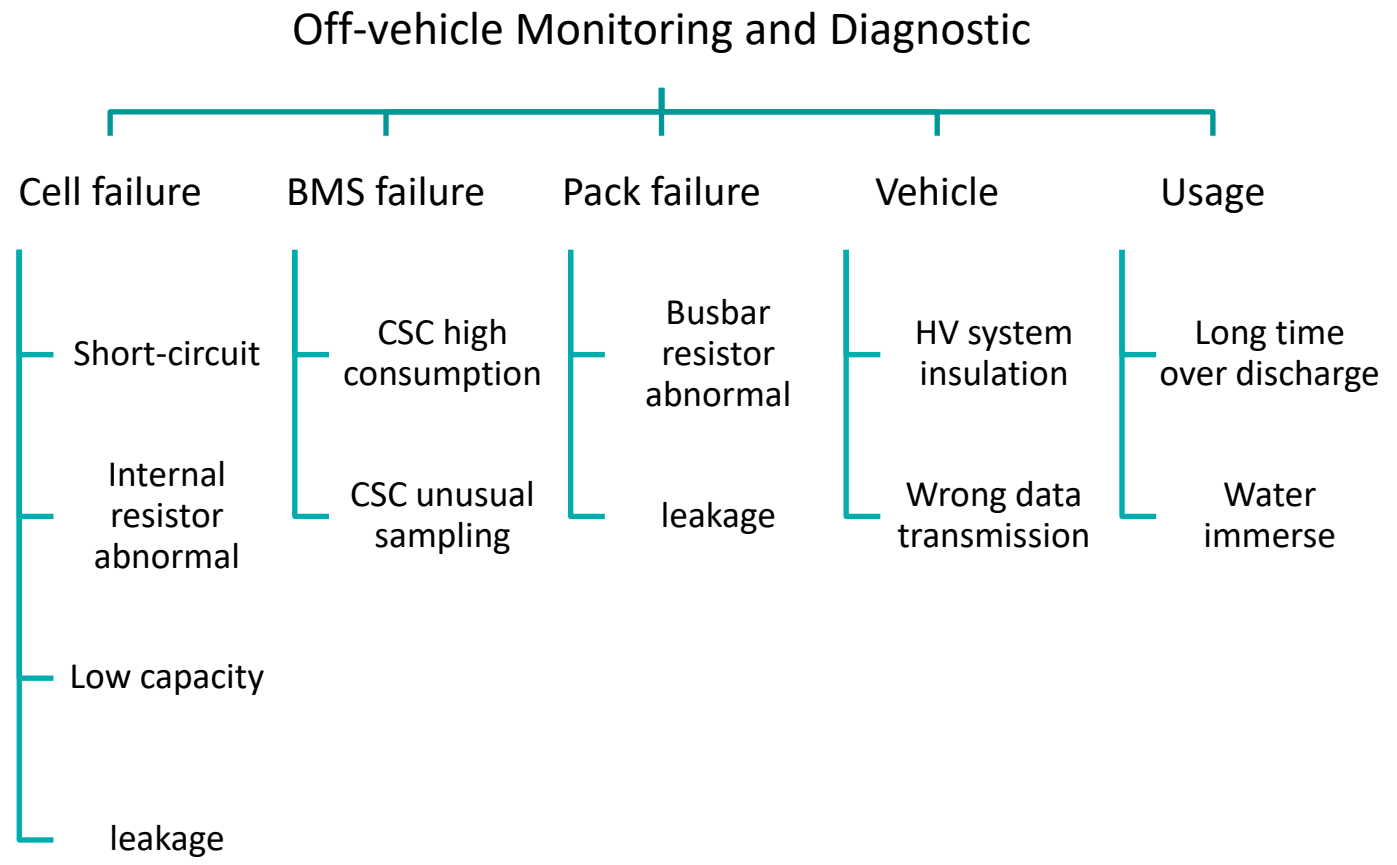 Off-vehicle Monitoring and Diagnostic
Cell failure
BMS failure
Pack failure
Vehicle
Usage
Short-circuit
Internal
resistor
abnormal
Low capacity
leakage
CSC high
consumption
CSC unusual
sampling
Busbar
resistor
abnormal
leakage
HV system
insulation
Wrong data
transmission
Long time
over discharge
Water
immerse